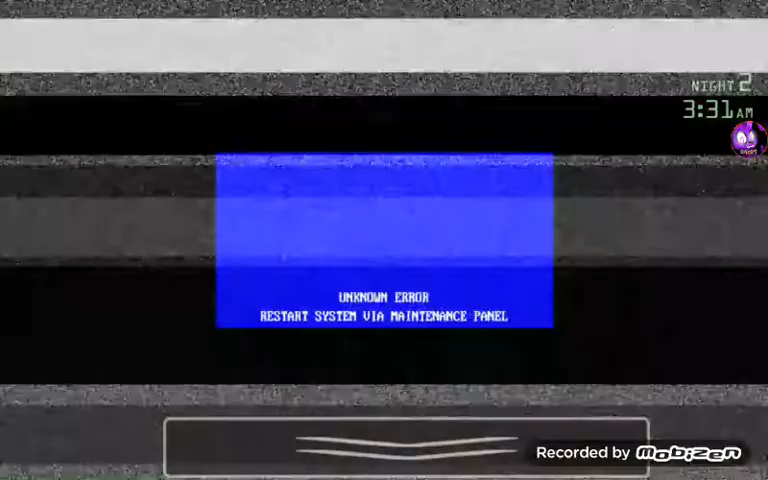 NIGHT 2
3:31 AM
UNKNOWN ERROR
RESTART SYSTEM VIA MAINTENANCE PANEL
Recorded by mobizen